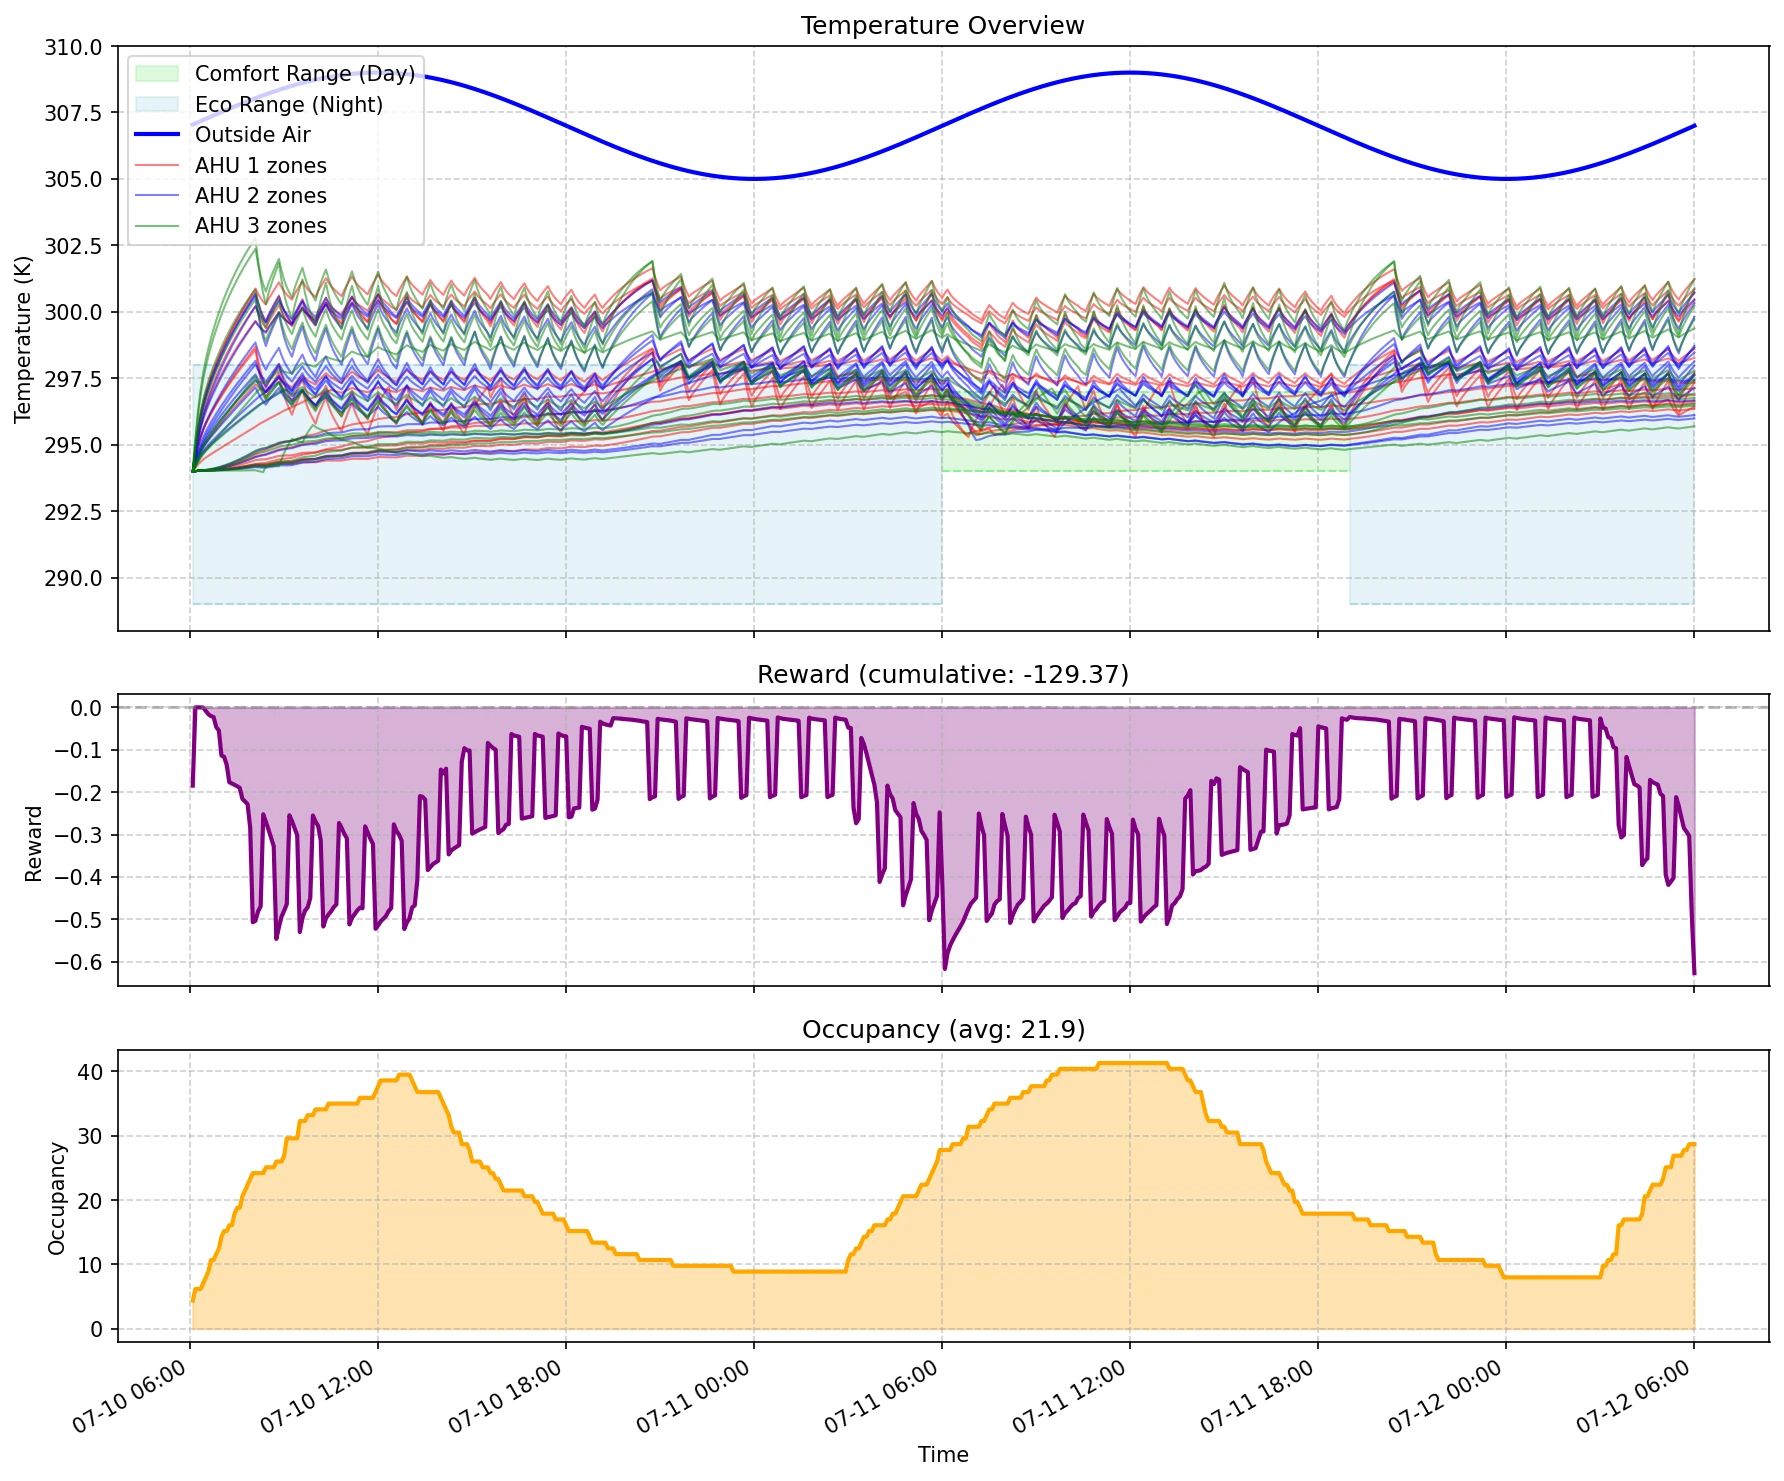 Temperature Overview
310.0
307.5
305.0
302.5
300.0
297.5
295.0
292.5
290.0
Temperature (K)
Comfort Range (Day)
Eco Range (Night)
Outside Air
AHU 1 zones
AHU 2 zones
AHU 3 zones
Reward (cumulative: -129.37)
0.0
−0.1
−0.2
−0.3
−0.4
−0.5
−0.6
Reward
Occupancy (avg: 21.9)
40
30
20
10
0
Occupancy
07-10 06:00
07-10 12:00
07-10 18:00
07-11 00:00
07-11 06:00
07-11 12:00
07-11 18:00
07-12 00:00
07-12 06:00
Time